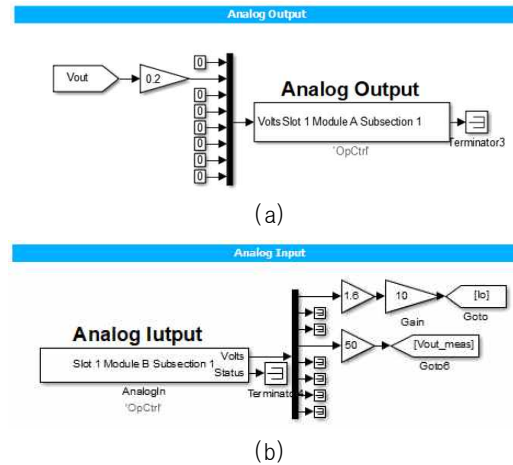 Analog Output
0
Vout
0.2
0
0
0
0
0
0
Analog Output
Volts Slot 1 Module A Subsection 1
'OpCtrl'
Terminator3
(a)
Analog Input
1.6
10
[Io]
Gain
Goto
Analog Iutput
Slot 1 Module B Subsection 1
Volts
Status
50
[Vout_meas]
Goto6
AnalogIn
'OpCtrl'
(b)